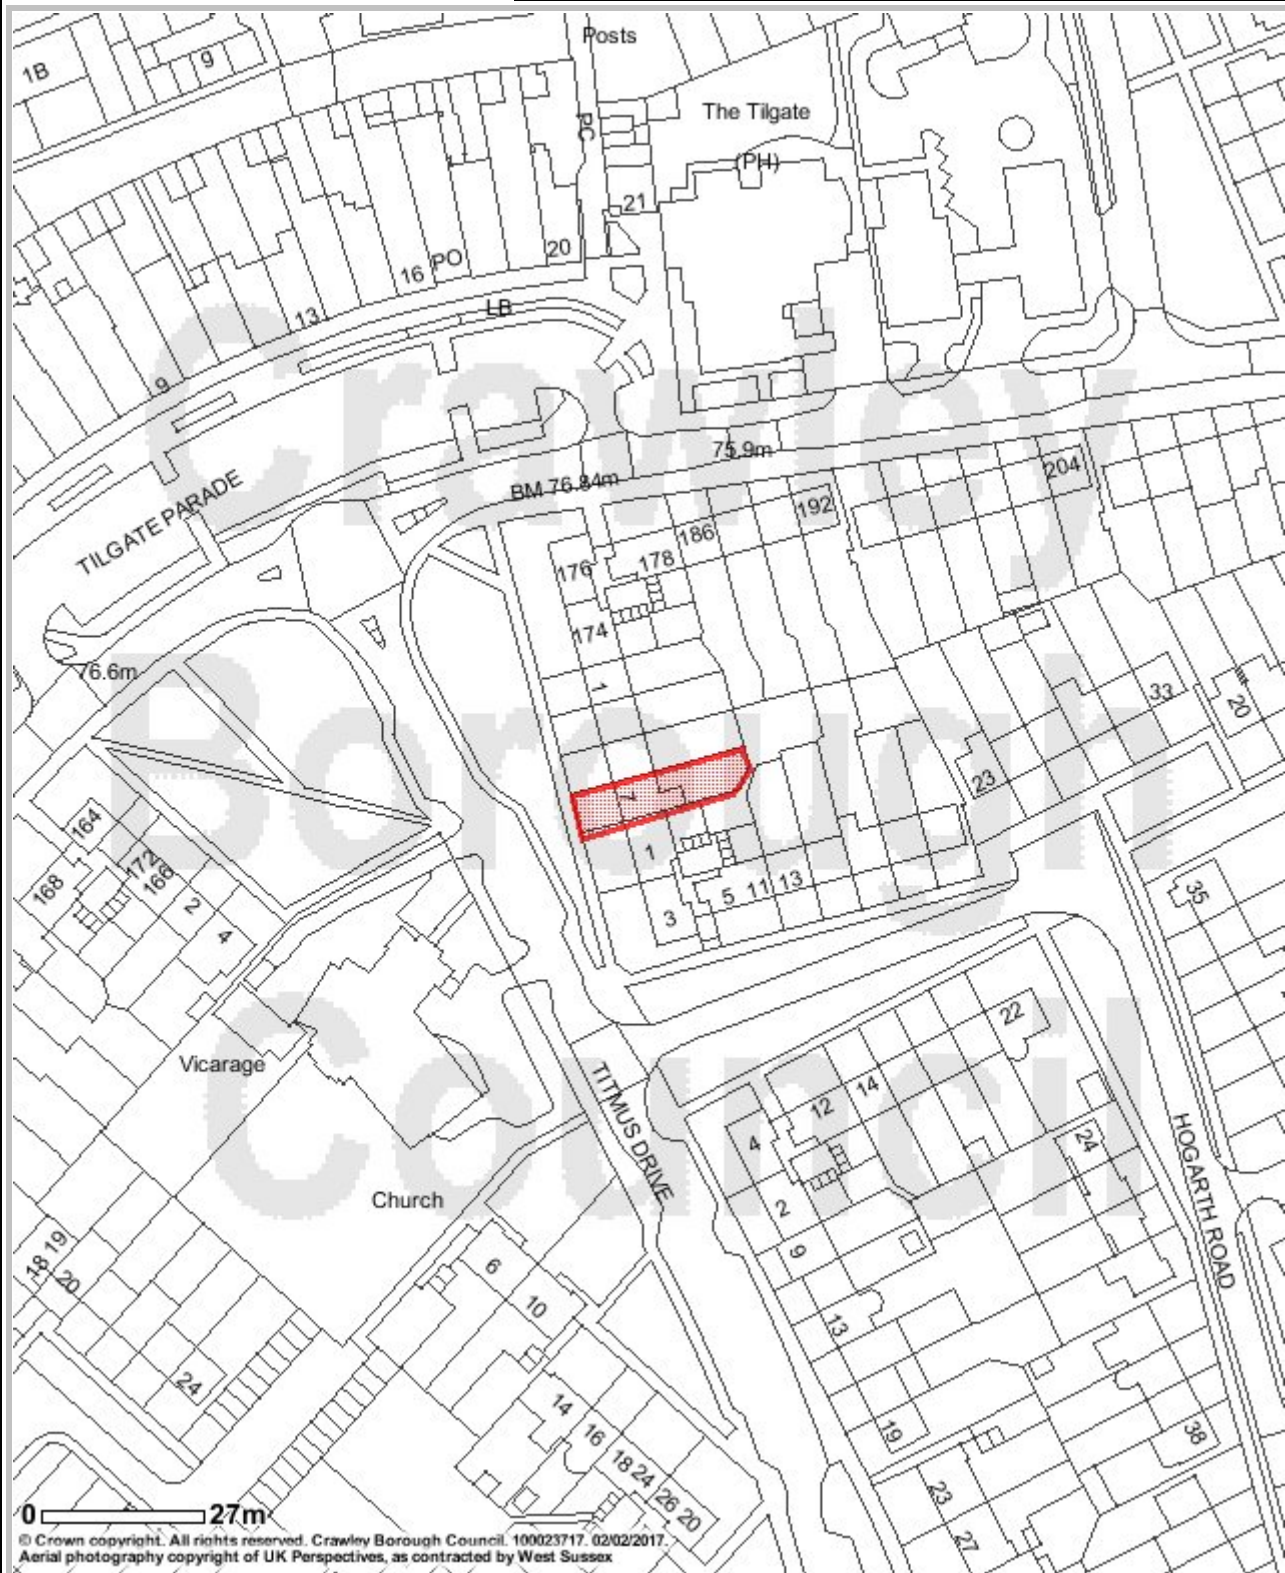 Posts
1B
9
The Tilgate
(PH)
PC
21
20
PO
16
LB
13
9
75.9m
BM 76.84m
204
192
186
178
176
174
TILGATE PARADE
76.6m
1
33
20
23
7
164
172
166
168
2
4
1
5
11
13
3
35
22
Vicarage
TITMUS DRIVE
12
14
4
24
2
9
HOGARTH ROAD
Church
18
19
20
6
10
13
24
14
16
18
24
26
20
19
38
23
27
0 27m
© Crown copyright. All rights reserved. Crawley Borough Council. 100023717. 02/02/2017.
Aerial photography copyright of UK Perspectives, as contracted by West Sussex
Crawley
Borough
Council